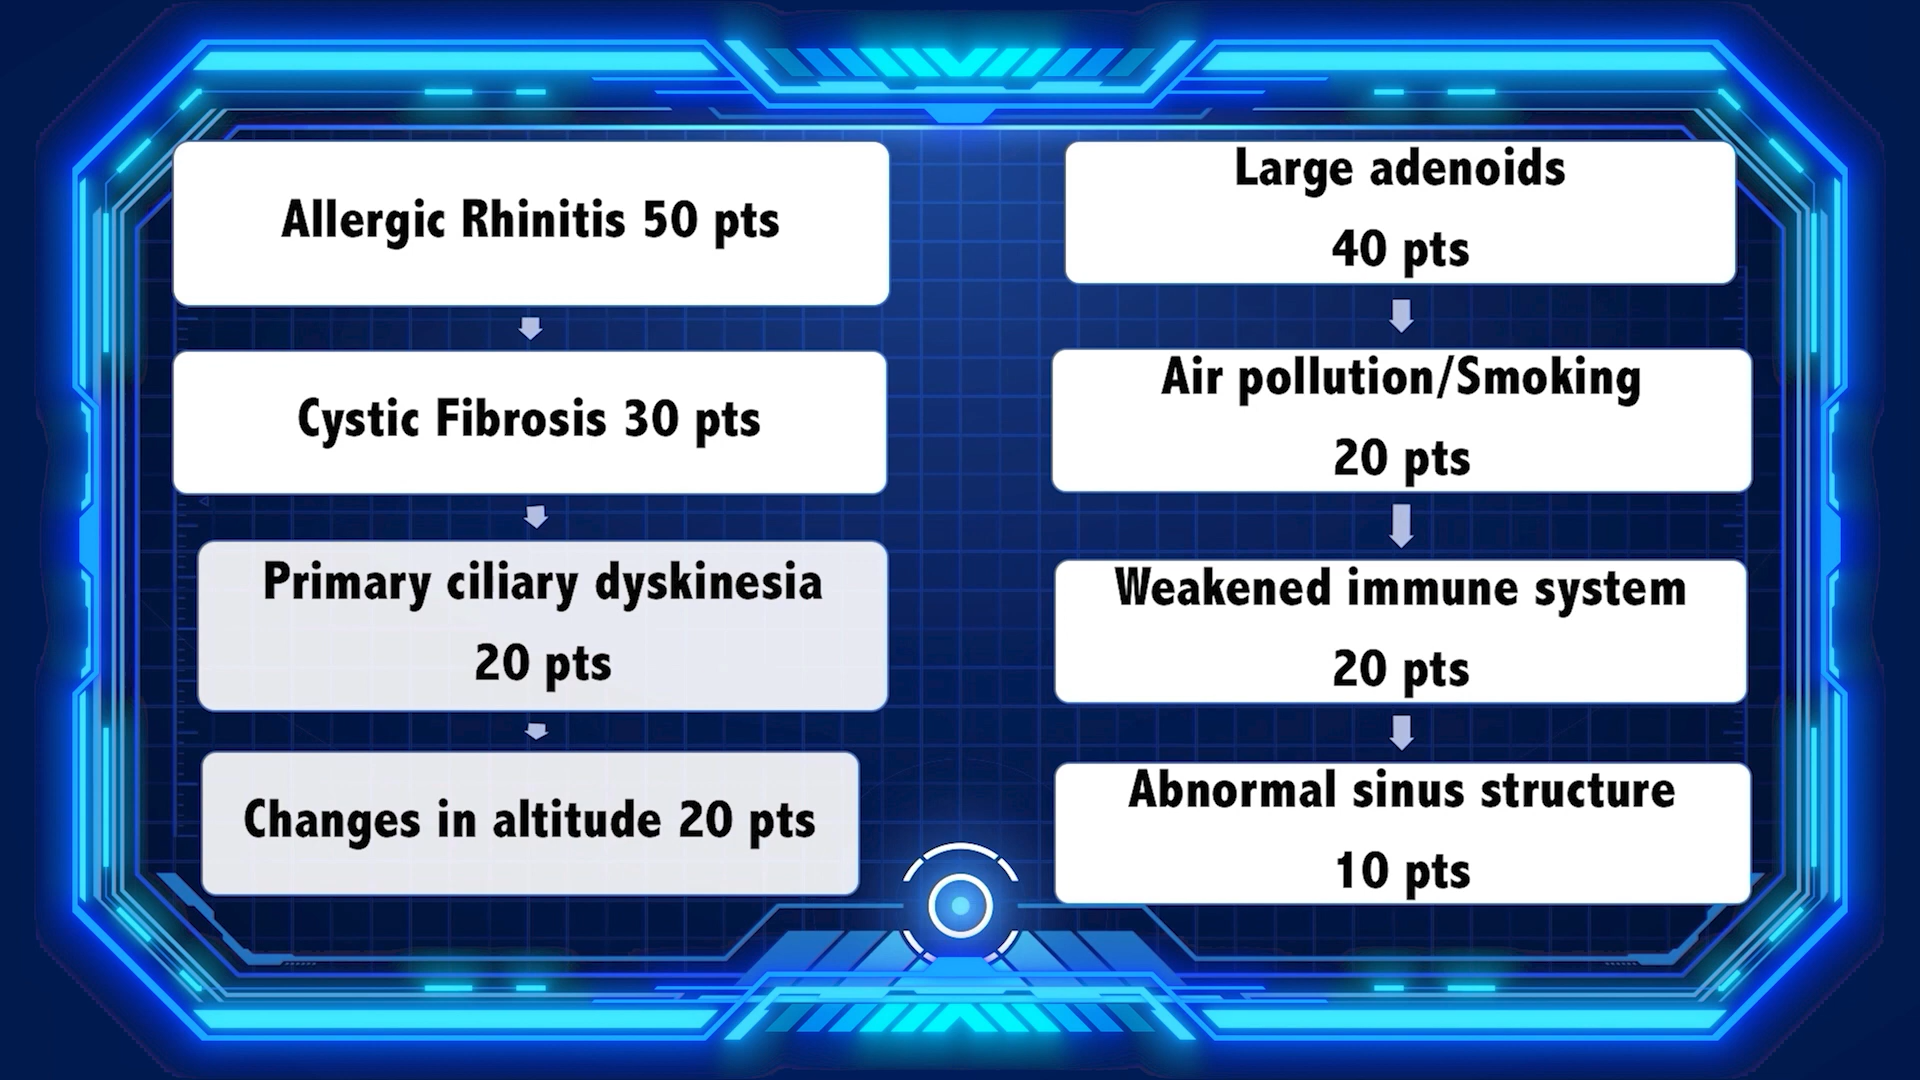 Allergic Rhinitis 50 pts
Cystic Fibrosis 30 pts
Primary ciliary dyskinesia
20 pts
Changes in altitude 20 pts
Large adenoids
40 pts
Air pollution/Smoking
20 pts
Weakened immune system
20 pts
Abnormal sinus structure
10 pts